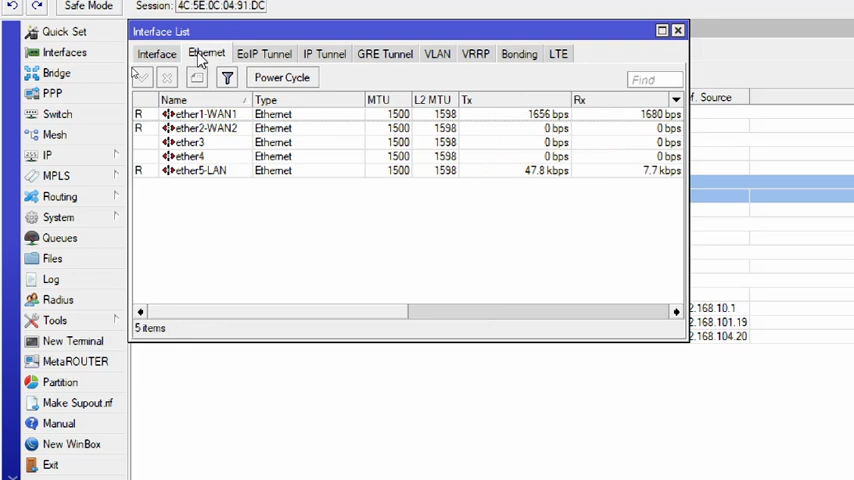 Safe Mode Session: 4C:5E:0C:04:91:DC
Quick Set
Interfaces
Bridge
PPP
Switch
Mesh
IP
MPLS
Routing
System
Queues
Files
Log
Radius
Tools
New Terminal
MetaROUTER
Partition
Make Supout.rif
Manual
New WinBox
Exit
Interface List
Interface Ethernet EoIP Tunnel IP Tunnel GRE Tunnel VLAN VRRP Bonding LTE
Power Cycle Find
Name Type MTU L2 MTU Tx Rx
R ether1-WAN1 Ethernet 1500 1598 1656 bps 1680 bps
R ether2-WAN2 Ethernet 1500 1598 0 bps 0 bps
ether3 Ethernet 1500 1598 0 bps 0 bps
ether4 Ethernet 1500 1598 0 bps 0 bps
R ether5-LAN Ethernet 1500 1598 47.8 kbps 7.7 kbps
5 items
ef. Source
2.168.10.1
2.168.101.19
2.168.104.20